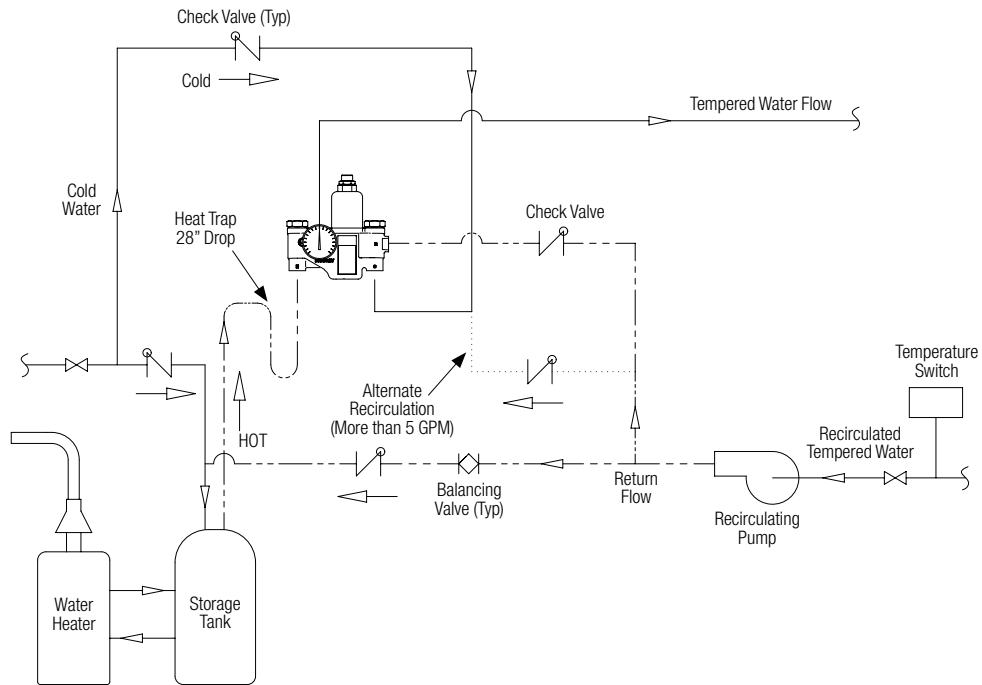 Check Valve (Typ)
Cold
Tempered Water Flow
Cold
Water
Heat Trap
28" Drop
Check Valve
Temperature
Switch
Alternate
Recirculation
(More than 5 GPM)
HOT
Recirculated
Tempered Water
Balancing
Valve (Typ)
Return
Flow
Recirculating
Pump
Water
Heater
Storage
Tank